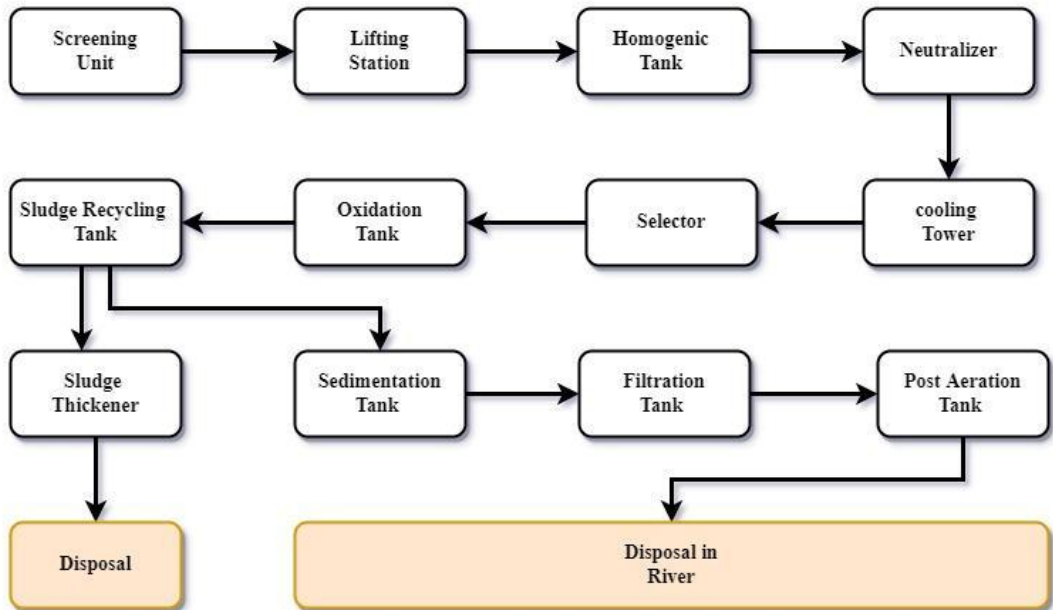 Screening
Unit
Lifting
Station
Homogenic
Tank
Neutralizer
cooling
Tower
Selector
Oxidation
Tank
Sludge Recycling
Tank
Sludge
Thickener
Sedimentation
Tank
Filtration
Tank
Post Aeration
Tank
Disposal
Disposal in
River